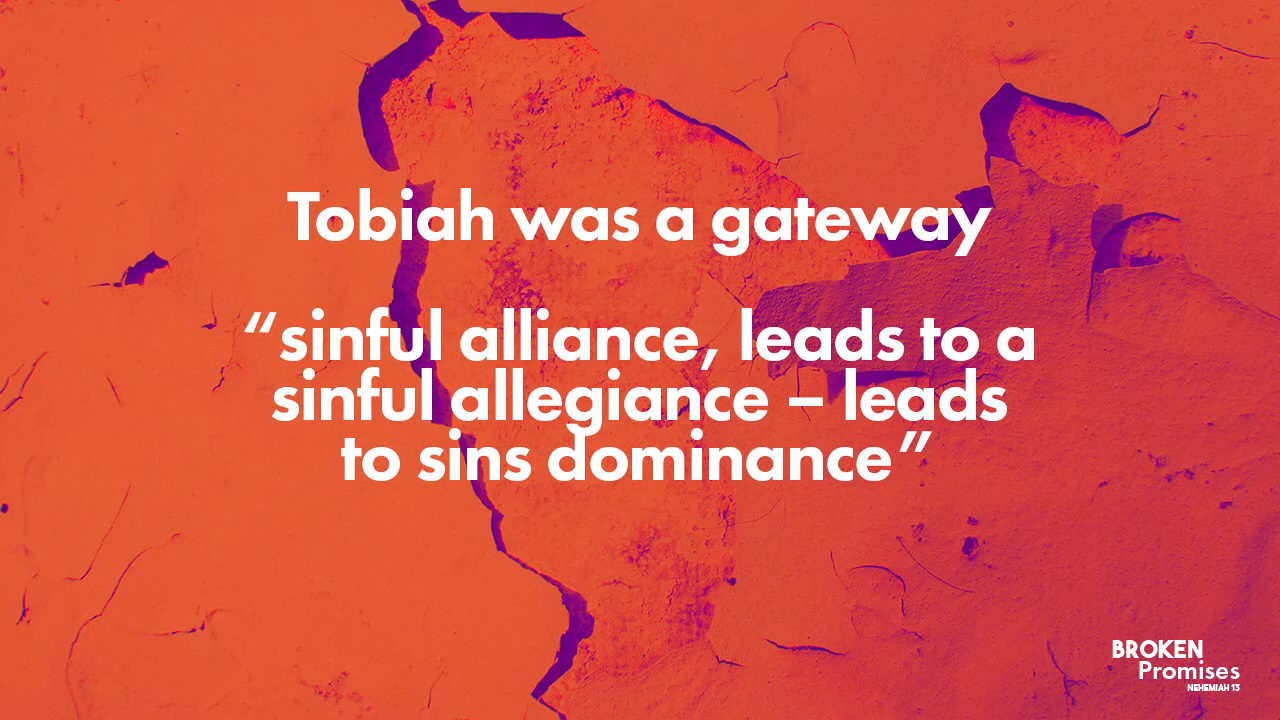 Tobiah was a gateway
“sinful alliance, leads to a
sinful allegiance – leads
to sins dominance”
BROKEN
Promises
NEHEMIAH 13